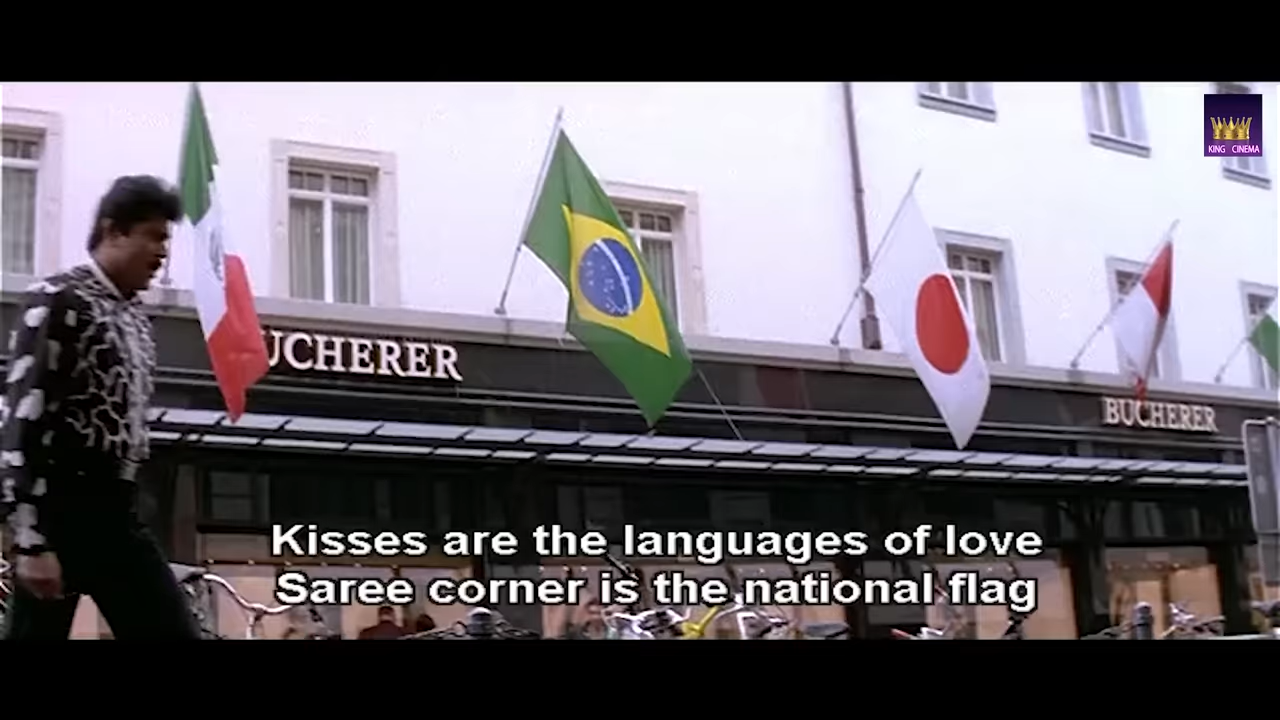 KING CINEMA
UCHERER
BUCHERER
Kisses are the languages of love
Saree corner is the national flag